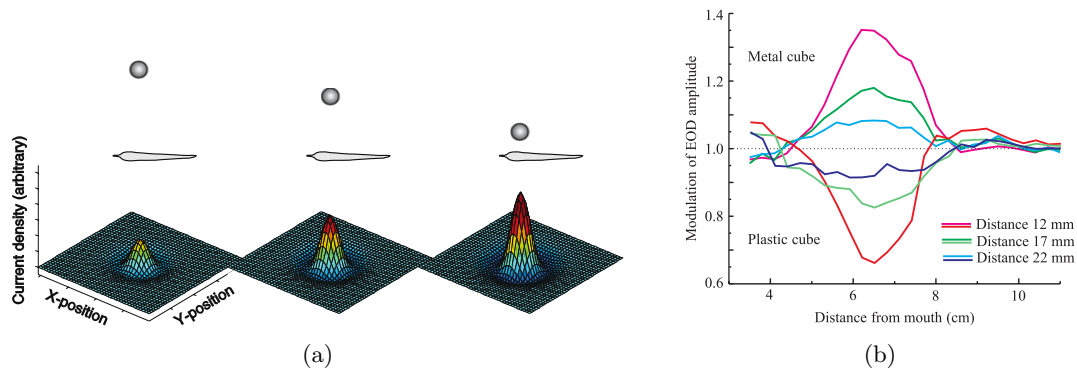 Current density (arbitrary)
X-position
Y-position
(a)
Modulation of EOD amplitude
1.4
1.2
1.0
0.8
0.6
Metal cube
Plastic cube
Distance 12 mm
Distance 17 mm
Distance 22 mm
4
6
8
10
Distance from mouth (cm)
(b)